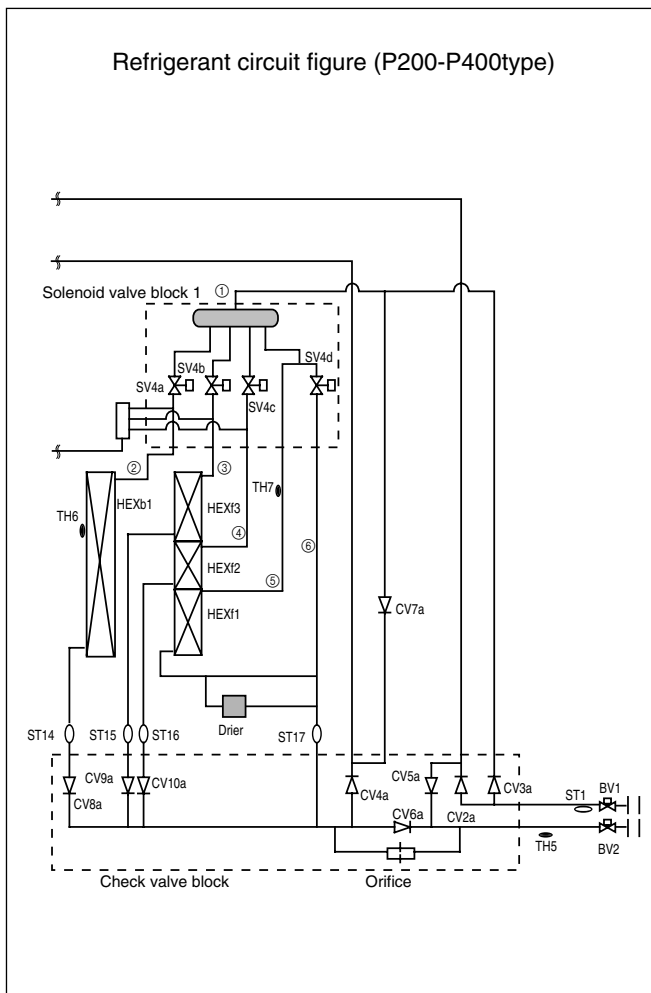 Refrigerant circuit figure (P200-P400type)
Solenoid valve block 1
①
SV4b
SV4d
SV4a
SV4c
②
③
HEXb1
TH6
HEXf3
TH7
④
⑥
HEXf2
⑤
HEXf1
CV7a
Drier
ST14
ST15
ST16
ST17
CV9a
CV10a
CV8a
CV4a
CV5a
CV3a
ST1
BV1
CV6a
CV2a
TH5
BV2
Check valve block
Orifice